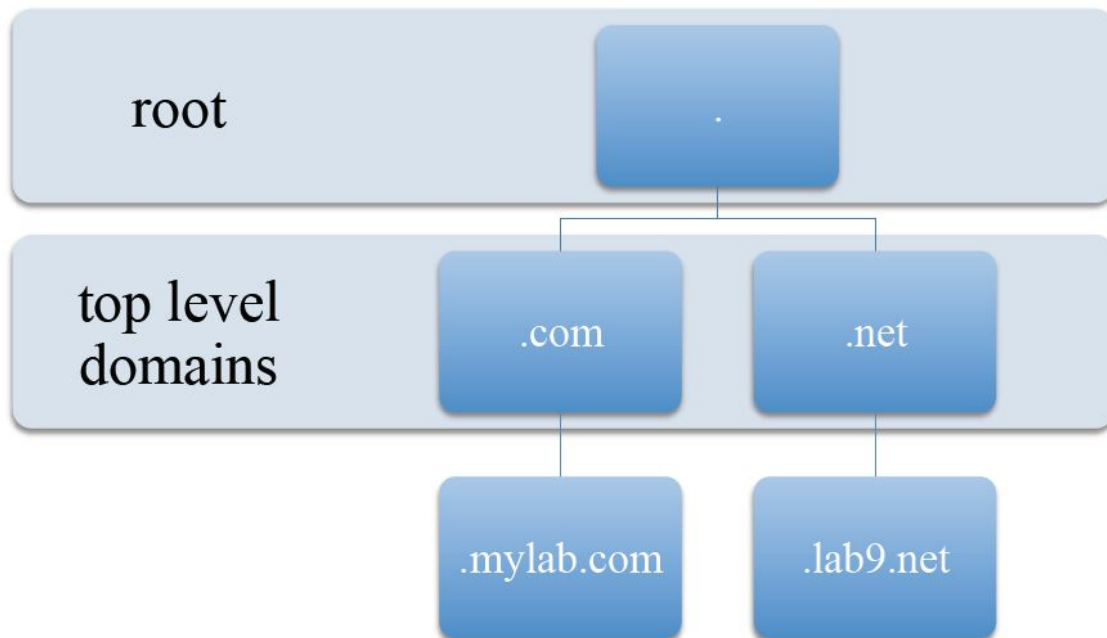 root
.
top level
domains
.com
.net
.mylab.com
.lab9.net